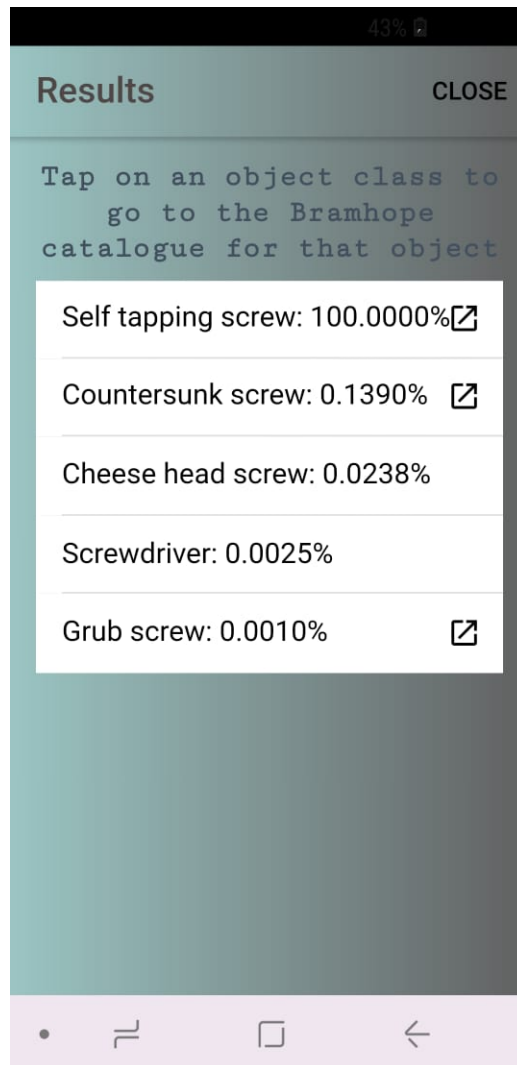 43%
Results
CLOSE
Tap on an object class to
go to the Bramhope
catalogue for that object
Self tapping screw: 100.0000%
Countersunk screw: 0.1390%
Cheese head screw: 0.0238%
Screwdriver: 0.0025%
Grub screw: 0.0010%